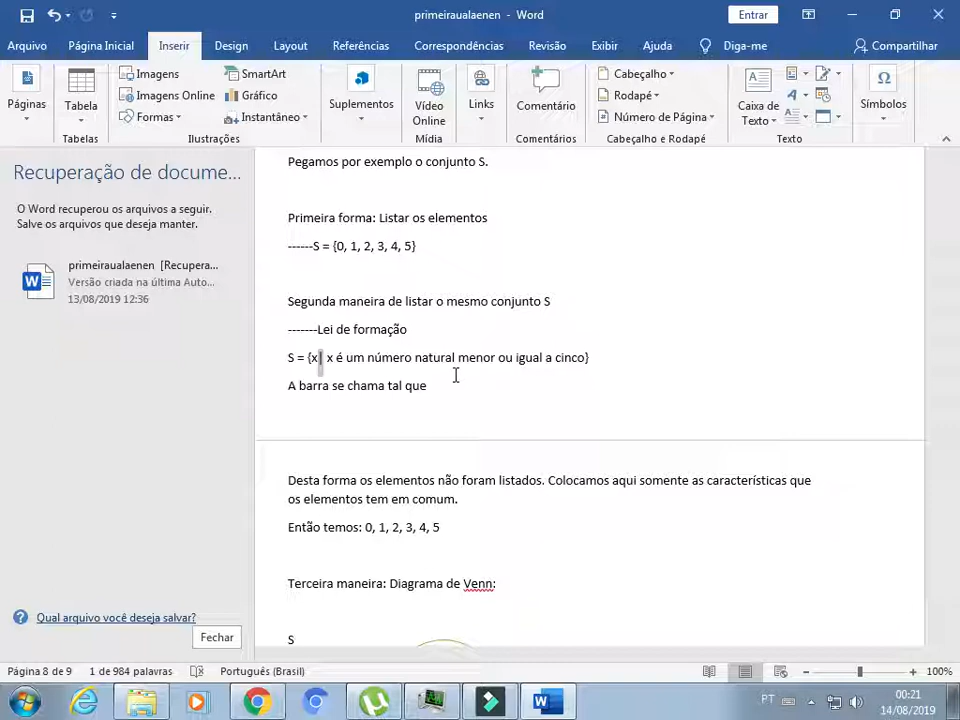 primeiraualaenen - Word
Entrar
Arquivo
Página Inicial
Inserir
Design
Layout
Referências
Correspondências
Revisão
Exibir
Ajuda
Diga-me
Compartilhar
Páginas
Tabela
Tabelas
Imagens
Imagens Online
Formas
SmartArt
Gráfico
Instantâneo
Ilustrações
Suplementos
Vídeo
Online
Mídia
Links
Comentário
Comentários
Cabeçalho
Rodapé
Número de Página
Cabeçalho e Rodapé
Caixa de
Texto
Texto
Símbolos
Recuperação de docume...
O Word recuperou os arquivos a seguir.
Salve os arquivos que deseja manter.
primeiraualaenen [Recupera...
Versão criada na última Auto...
13/08/2019 12:36
Qual arquivo você deseja salvar?
Fechar
Pegamos por exemplo o conjunto S.
Primeira forma: Listar os elementos
------S = {0, 1, 2, 3, 4, 5}
Segunda maneira de listar o mesmo conjunto S
-------Lei de formação
S = {x| x é um número natural menor ou igual a cinco}
A barra se chama tal que
Desta forma os elementos não foram listados. Colocamos aqui somente as características que
os elementos tem em comum.
Então temos: 0, 1, 2, 3, 4, 5
Terceira maneira: Diagrama de Venn:
S
Página 8 de 9
1 de 984 palavras
Português (Brasil)
100%
PT
00:21
14/08/2019